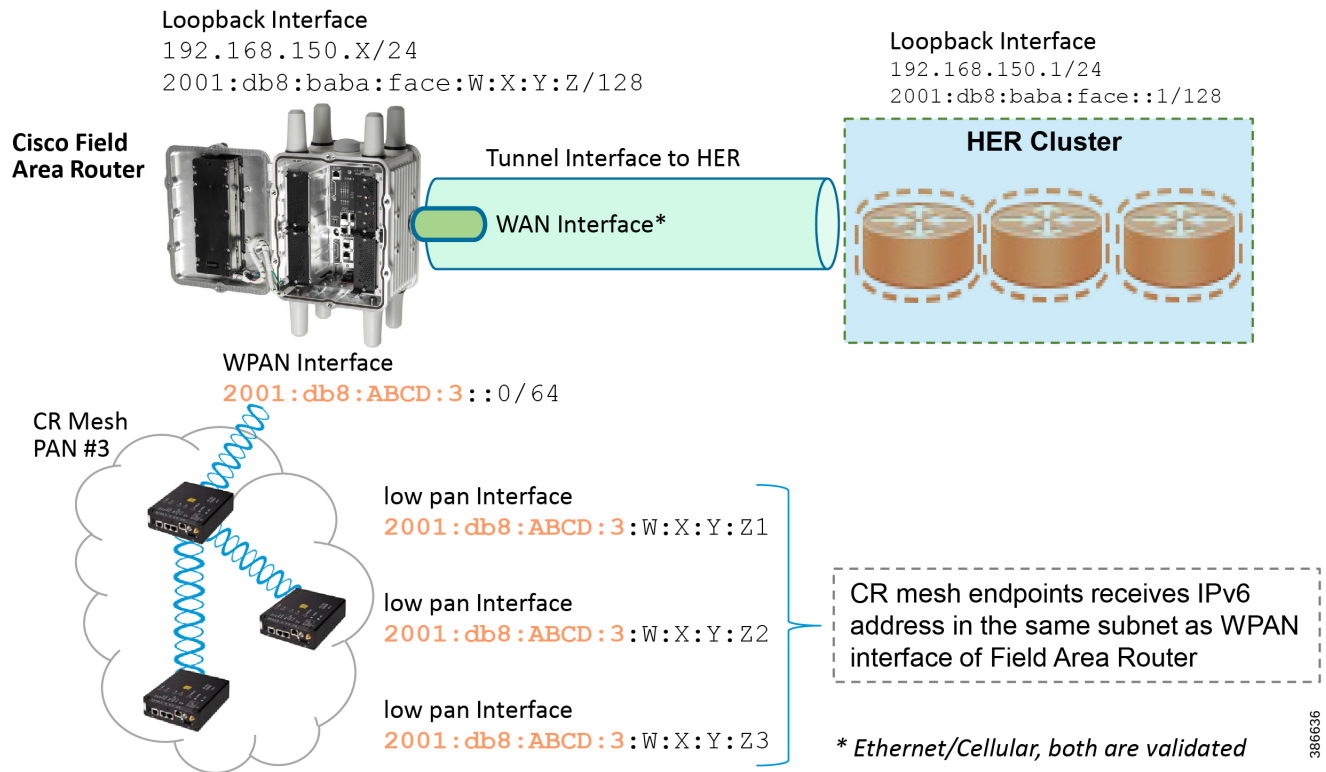 Loopback Interface
192.168.150.X/24
2001:db8:baba:face:W:X:Y:Z/128
Loopback Interface
192.168.150.1/24
2001:db8:baba:face::1/128
Cisco Field
Area Router
Tunnel Interface to HER
WAN Interface*
HER Cluster
WPAN Interface
2001:db8:ABCD:3::0/64
CR Mesh
PAN #3
low pan Interface
2001:db8:ABCD:3:W:X:Y:Z1
low pan Interface
2001:db8:ABCD:3:W:X:Y:Z2
low pan Interface
2001:db8:ABCD:3:W:X:Y:Z3
CR mesh endpoints receives IPv6
address in the same subnet as WPAN
interface of Field Area Router
* Ethernet/Cellular, both are validated
386636